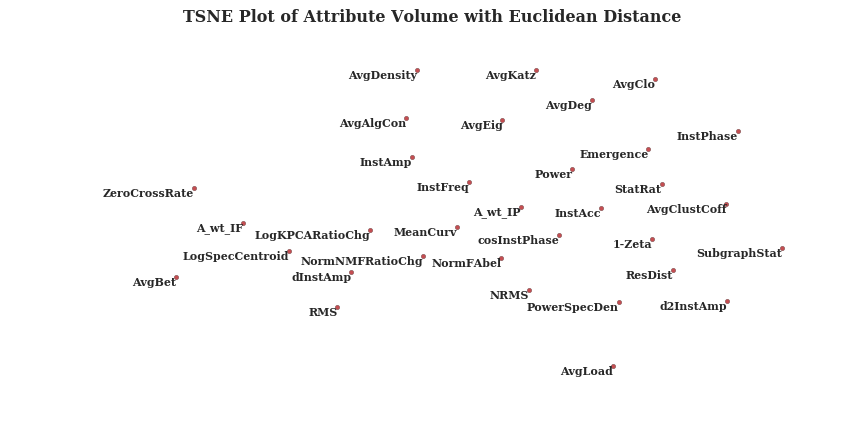 TSNE Plot of Attribute Volume with Euclidean Distance
AvgDensity
AvgKatz
AvgClo
AvgDeg
AvgAlgCon
AvgEig
InstPhase
Emergence
InstAmp
Power
InstFreq
StatRat
ZeroCrossRate
A_wt_IP
InstAcc
AvgClustCoff
A_wt_IF
MeanCurv
LogKPCARatioChg
cosInstPhase
1-Zeta
SubgraphStat
LogSpecCentroid
NormNMFRatioChg
NormFAbel
ResDist
dInstAmp
AvgBet
NRMS
PowerSpecDen
d2InstAmp
RMS
AvgLoad